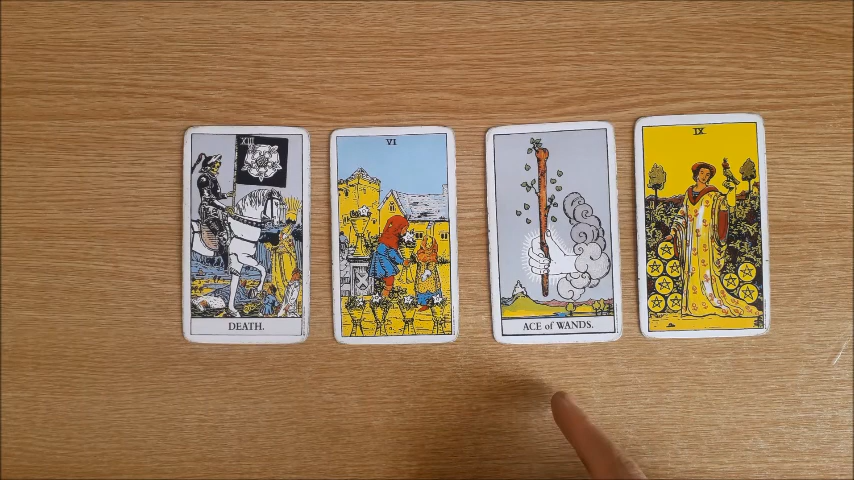 XIII
DEATH.
VI
ACE of WANDS.
IX